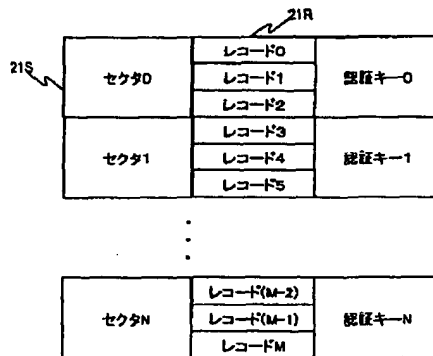 21R
21S
セクタ0
レコード0
レコード1
レコード2
認証キー0
セクタ1
レコード3
レコード4
レコード5
認証キー1
セクタN
レコード(M-2)
レコード(M-1)
レコードM
認証キーN